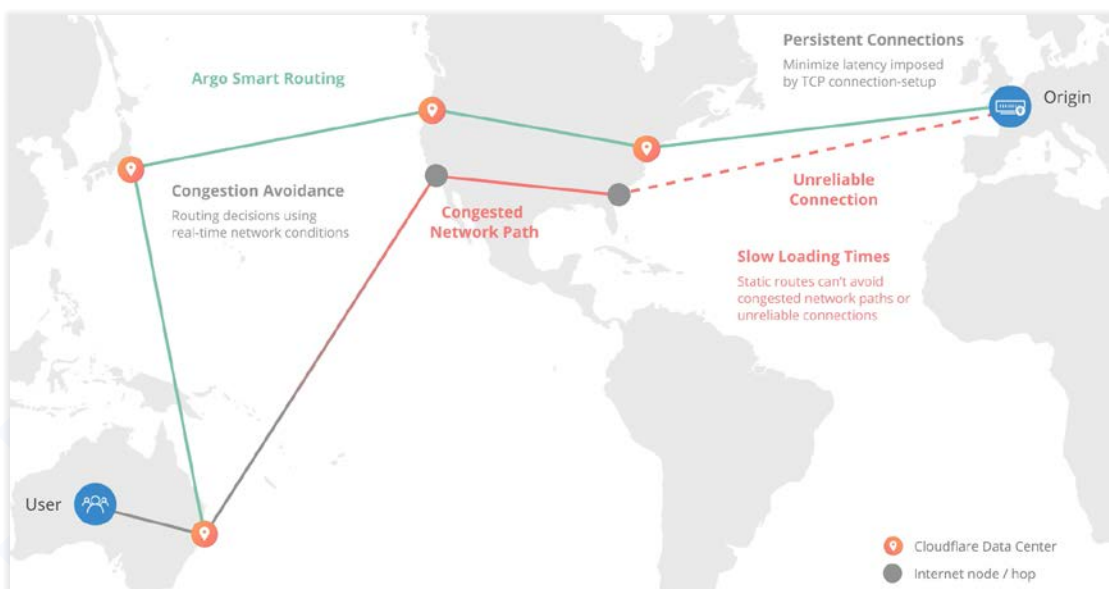 Persistent Connections
Minimize latency imposed
by TCP connection-setup
Argo Smart Routing
Origin
Congestion Avoidance
Routing decisions using
real-time network conditions
Congested
Network Path
Unreliable
Connection
Slow Loading Times
Static routes can't avoid
congested network paths or
unreliable connections
User
Cloudflare Data Center
Internet node / hop